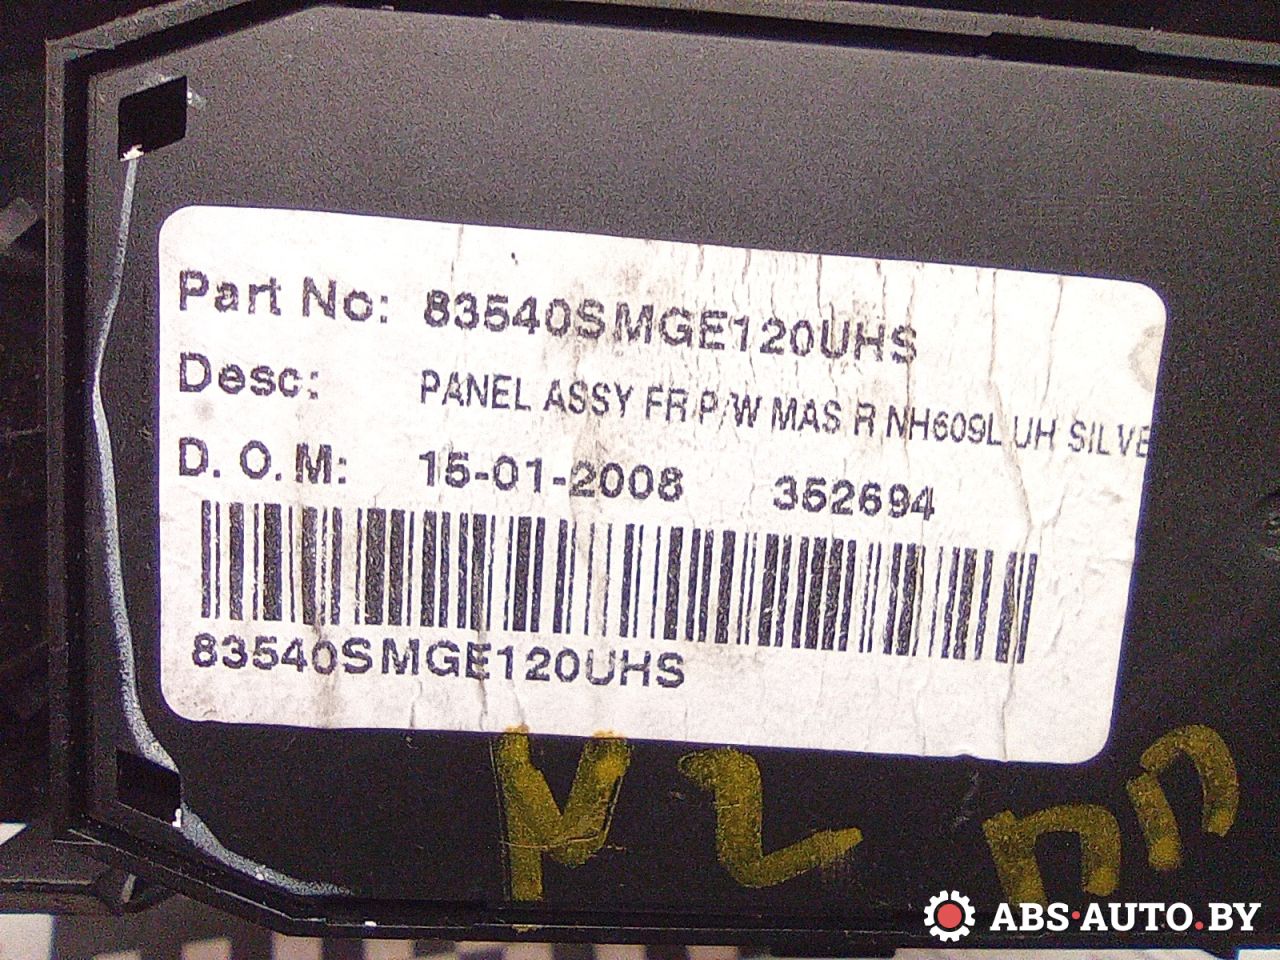 Part No: 83540SMGE120UHS
Desc: PANEL ASSY FR P/W MAS R NH609L UH SILVE
D.O.M: 15-01-2008 352694
83540SMGE120UHS
ABS·AUTO.BY